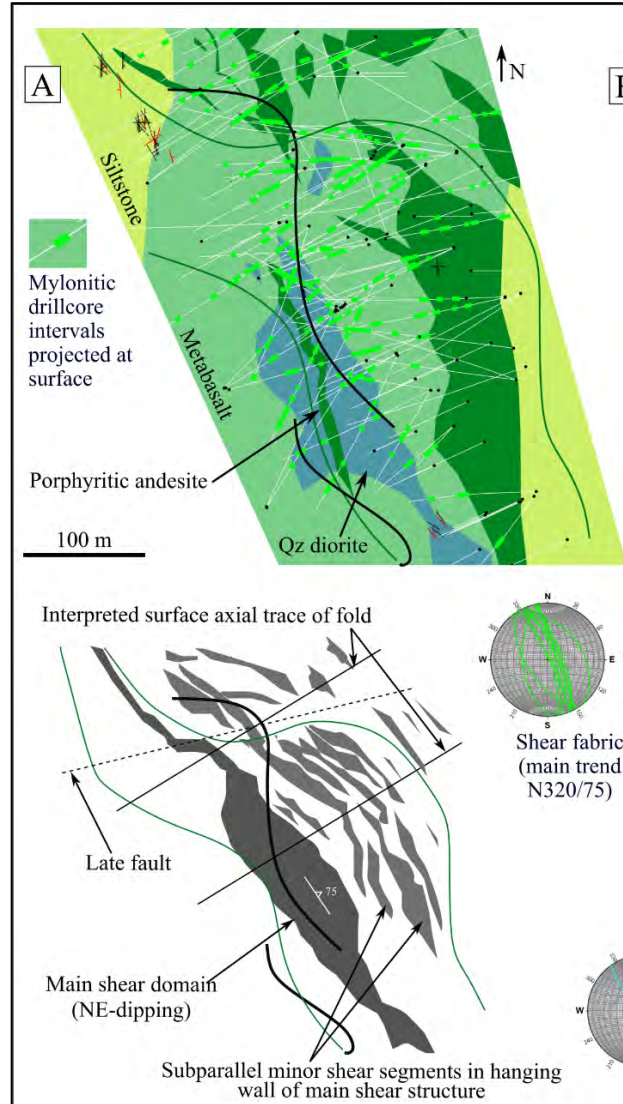 A
N
Siltstone
Mylonitic
drillcore
intervals
projected at
surface
Metabasalt
Porphyritic andesite
Qz diorite
100 m
Interpreted surface axial trace of fold
N
W
E
S
Shear fabric
(main trend
N320/75)
Late fault
75
Main shear domain
(NE-dipping)
W
Subparallel minor shear segments in hanging
wall of main shear structure